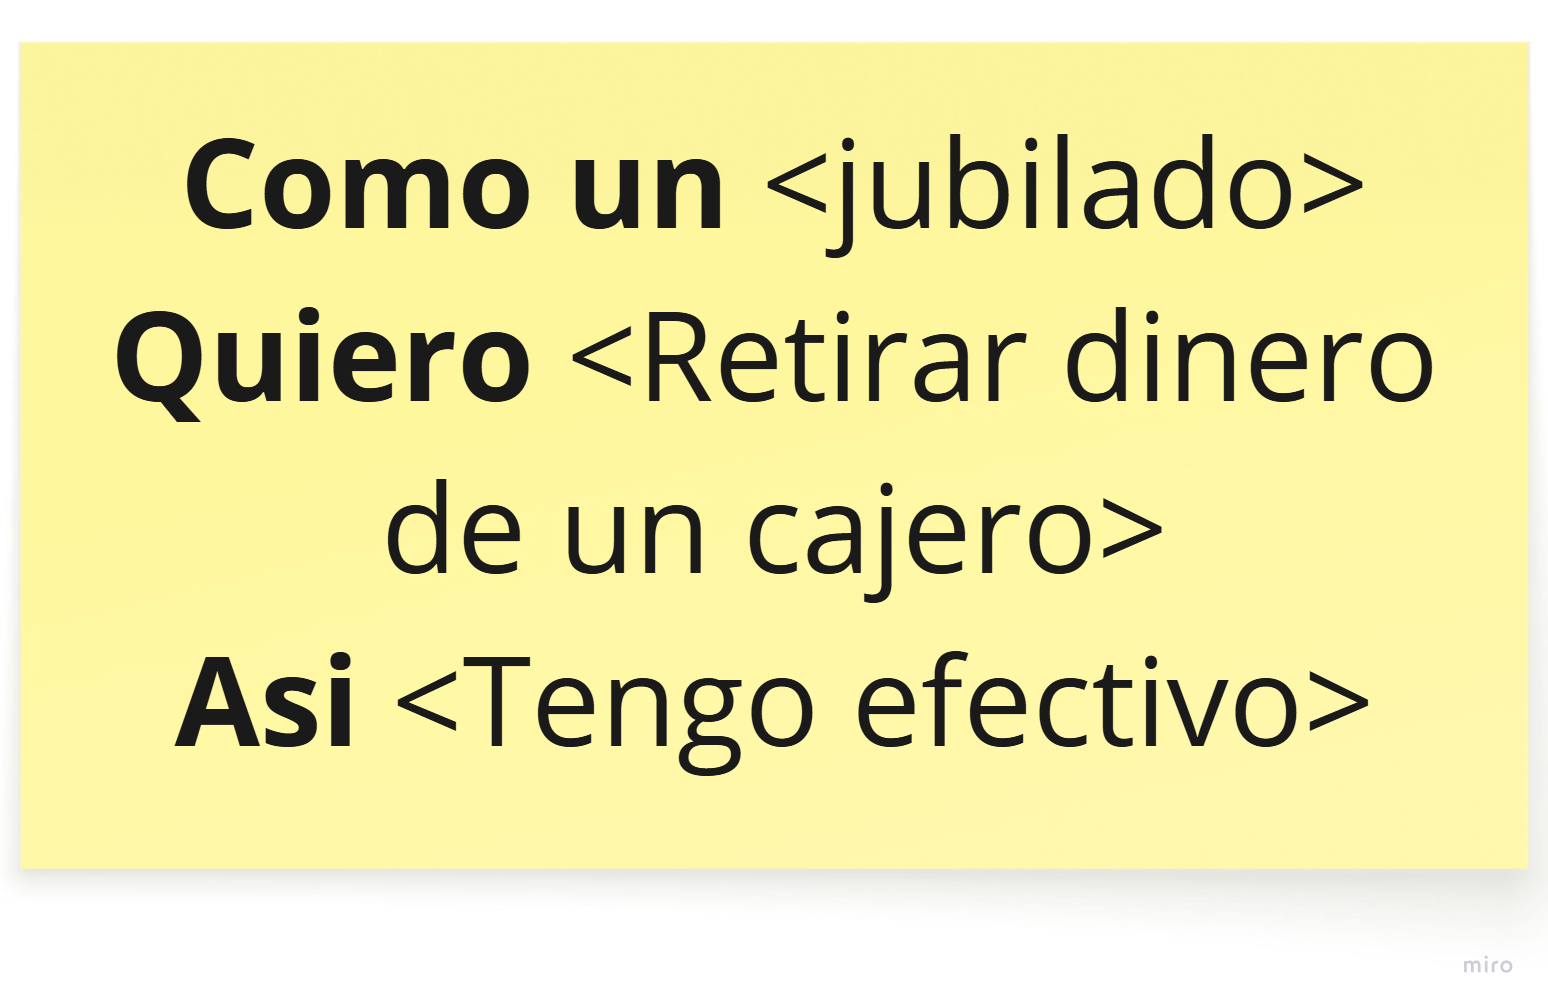 Como un <jubilado>
Quiero <Retirar dinero
de un cajero>
Asi <Tengo efectivo>
miro